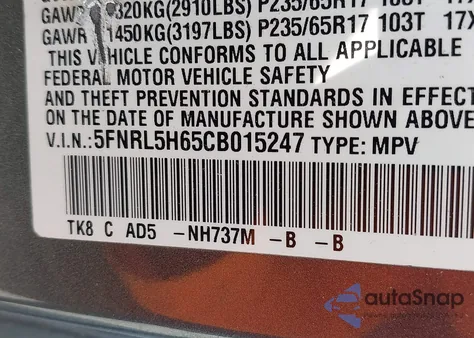 GAWR 1320KG(2910LBS) P235/65R17 103T 17X
GAWR 1450KG(3197LBS) P235/65R17 103T 17X
THIS VEHICLE CONFORMS TO ALL APPLICABLE
FEDERAL MOTOR VEHICLE SAFETY
AND THEFT PREVENTION STANDARDS IN EFFECT
ON THE DATE OF MANUFACTURE SHOWN ABOVE
V.I.N.:5FNRL5H65CB015247 TYPE: MPV
TK8 C AD5 -NH737M -B -B
autoSnap